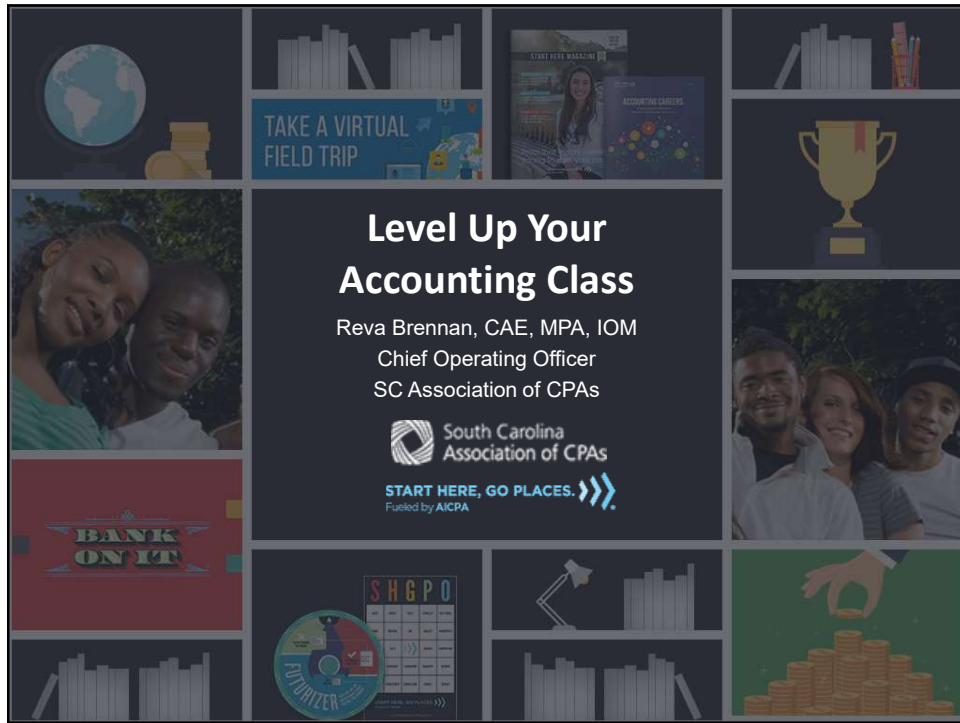 START HERE MAGAZINE
ACCOUNTING CAREERS
TAKE A VIRTUAL
FIELD TRIP
Level Up Your
Accounting Class
Reva Brennan, CAE, MPA, IOM
Chief Operating Officer
SC Association of CPAs
South Carolina
Association of CPAs
START HERE, GO PLACES.
Fueled by AICPA
BANK
ON IT
SHGPO
FUTURIZER